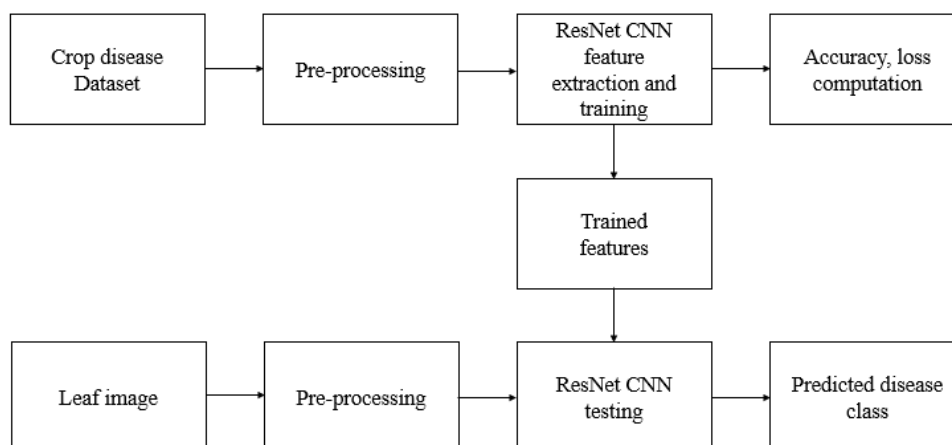 Crop disease
Dataset
Pre-processing
ResNet CNN
feature
extraction and
training
Accuracy, loss
computation
Trained
features
Leaf image
Pre-processing
ResNet CNN
testing
Predicted disease
class